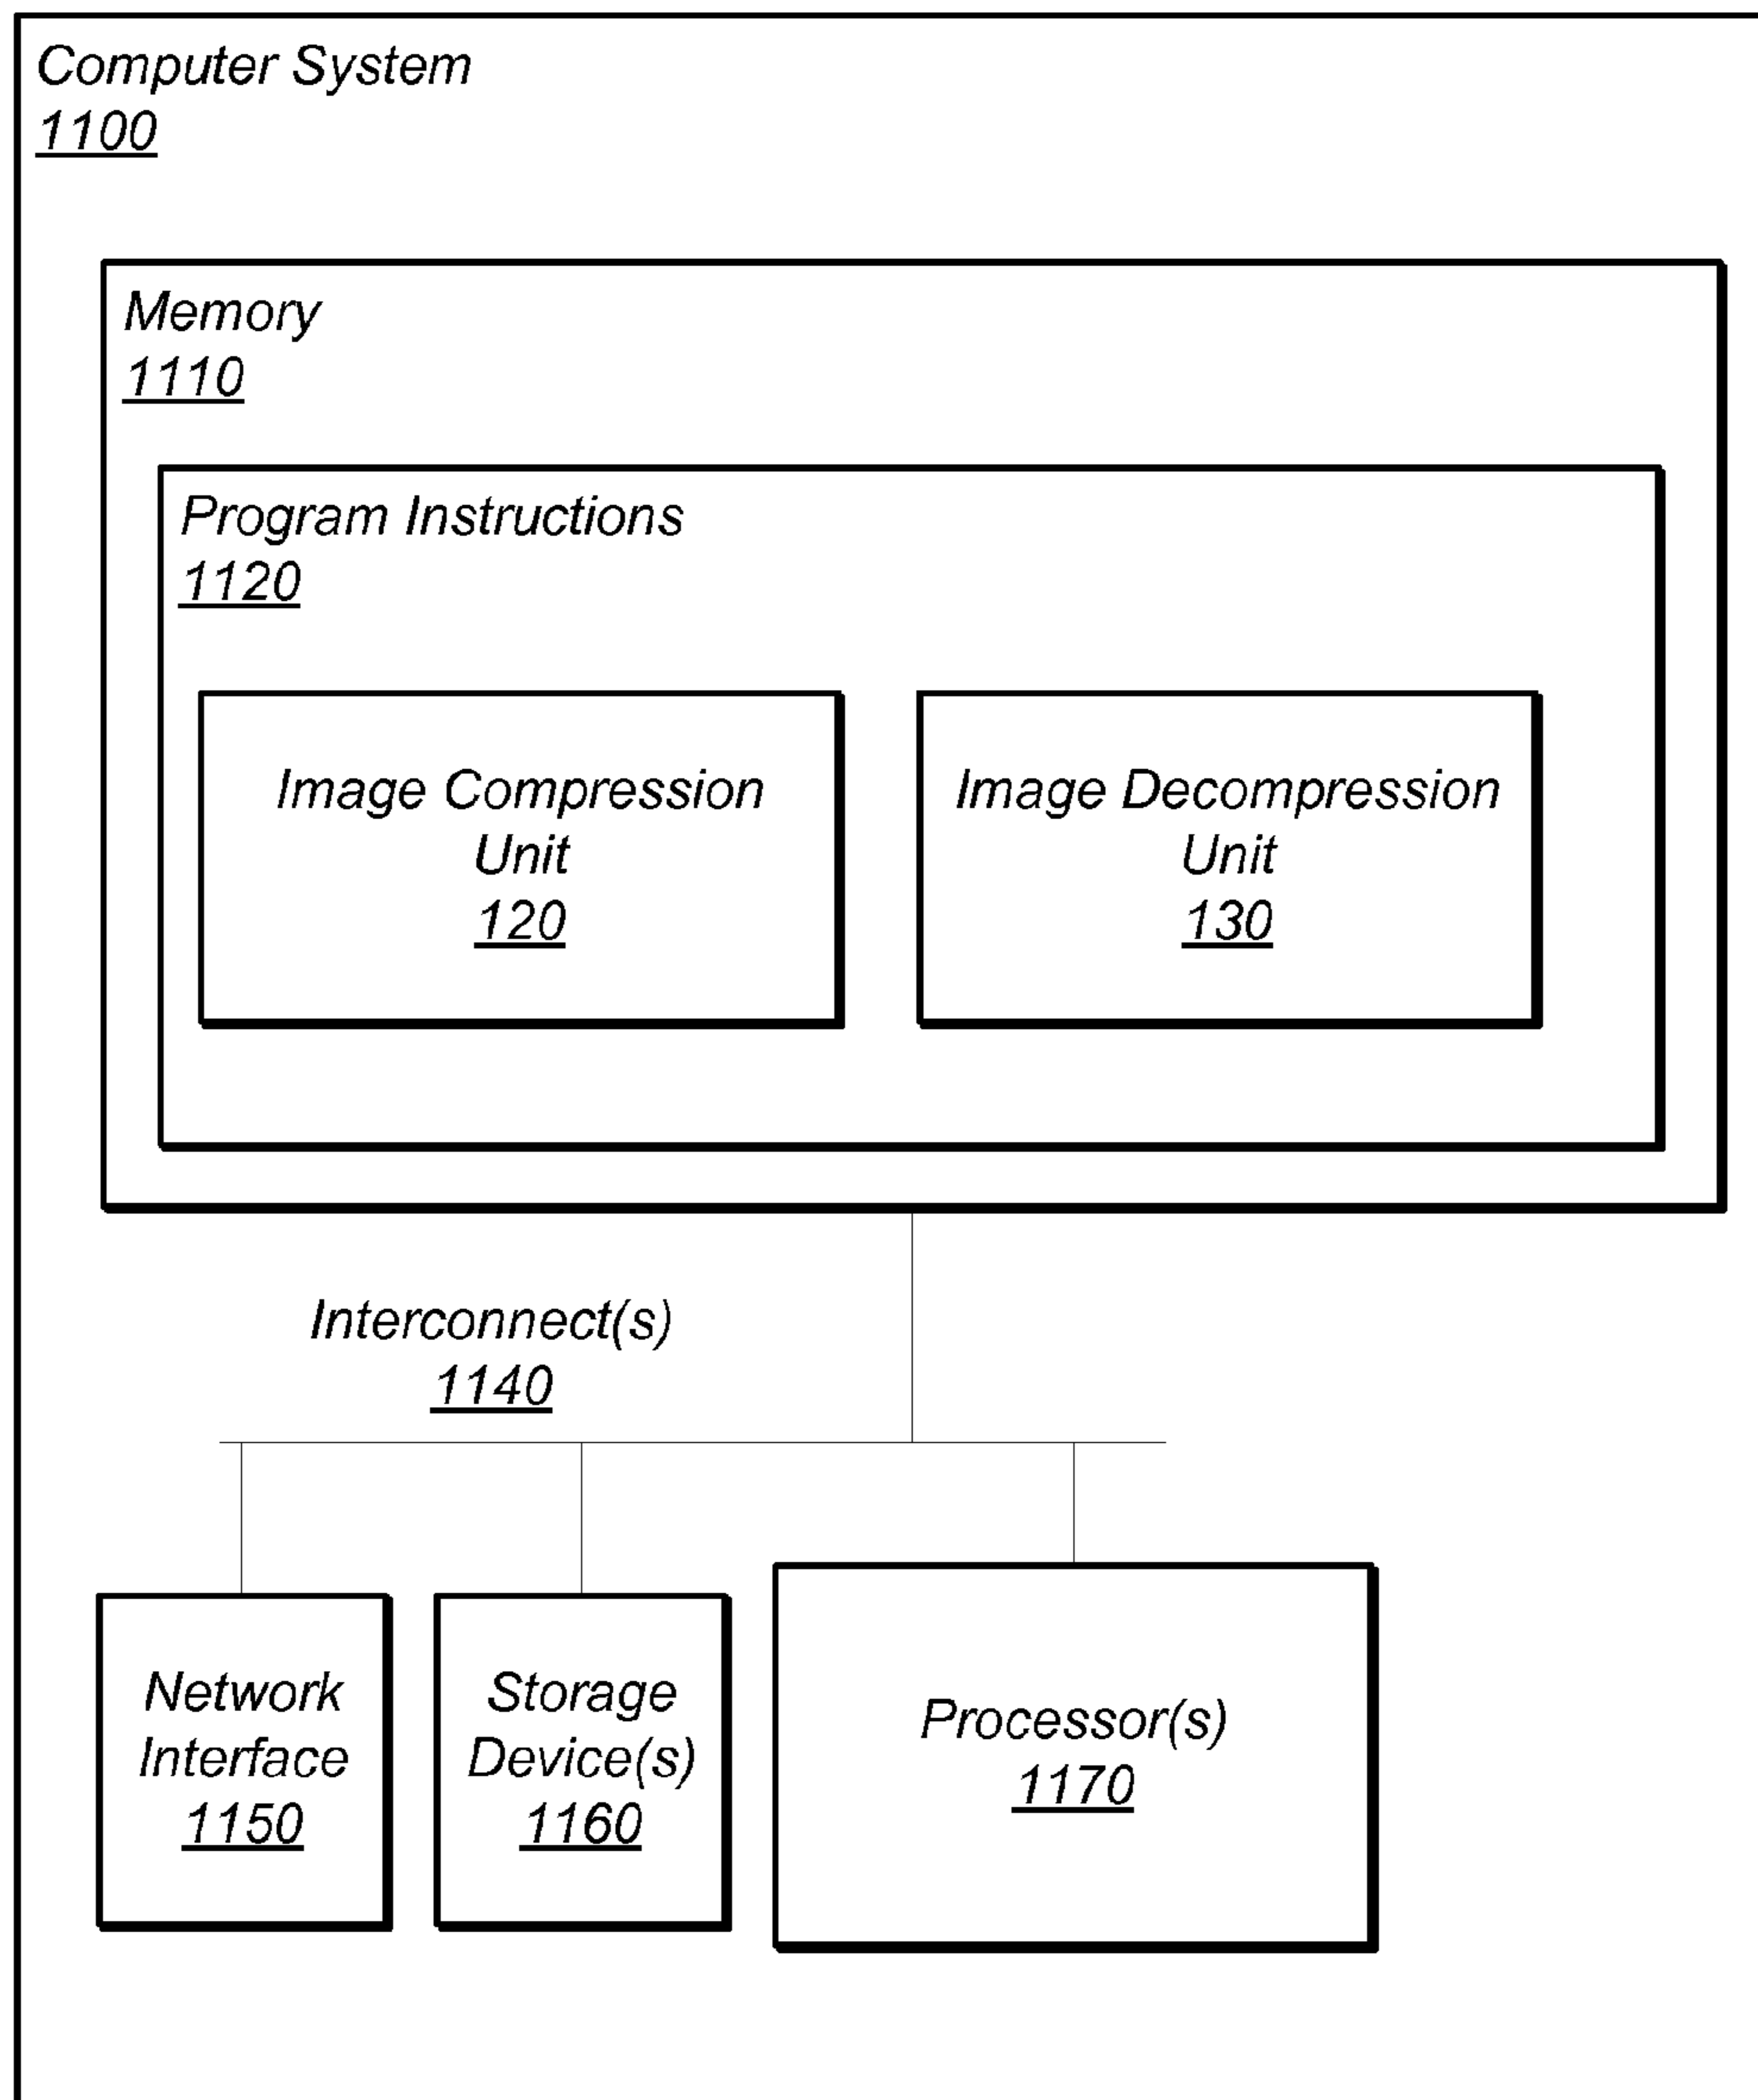 Computer System
1100
Memory
1110
Program Instructions
1120
Image Compression
Unit
120
Image Decompression
Unit
130
Interconnect(s)
1140
Network
Interface
1150
Storage
Device(s)
1160
Processor(s)
1170